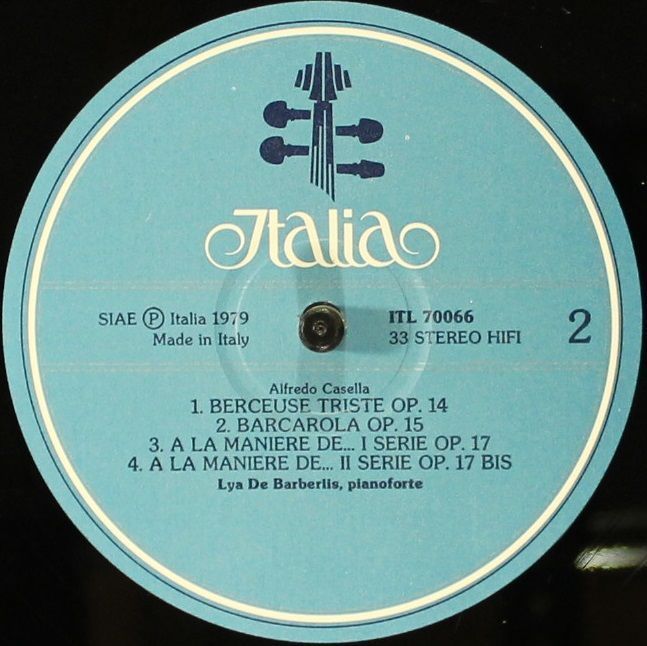 Italia
SIAE Ⓟ Italia 1979
Made in Italy
ITL 70066
33 STEREO HIFI
2
Alfredo Casella
1. BERCEUSE TRISTE OP. 14
2. BARCAROLA OP. 15
3. A LA MANIERE DE... I SERIE OP. 17
4. A LA MANIERE DE... II SERIE OP. 17 BIS
Lya De Barberiis, pianoforte